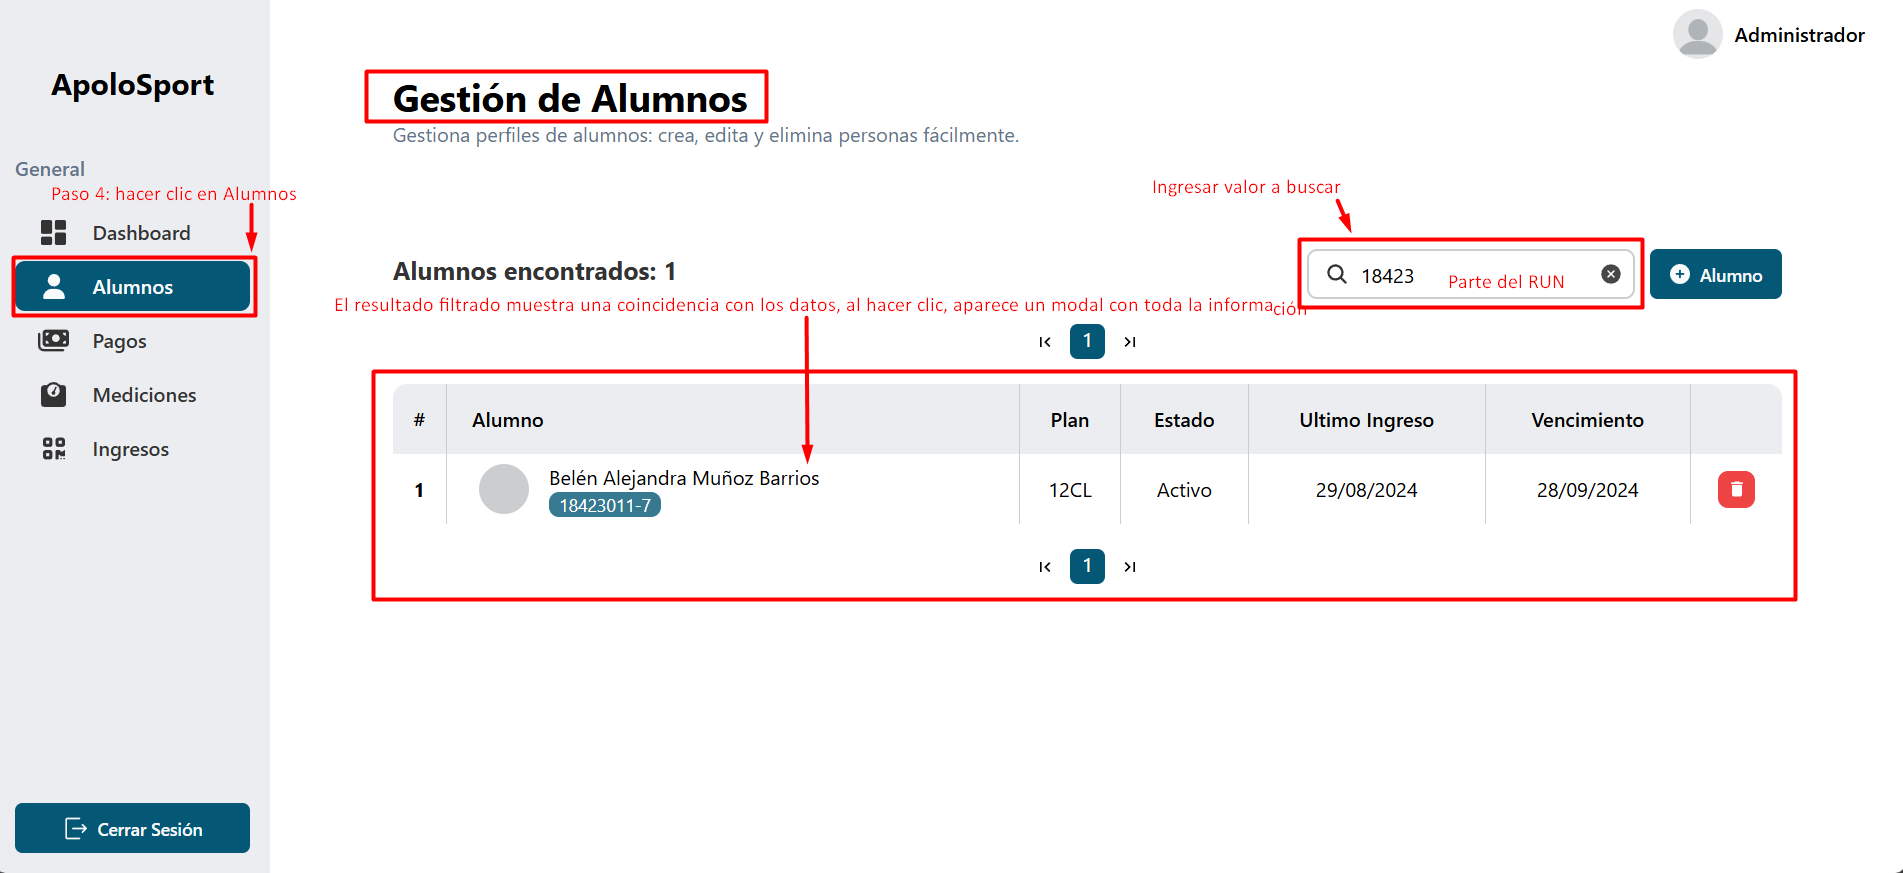 Administrador
ApoloSport
Gestión de Alumnos
Gestiona perfiles de alumnos: crea, edita y elimina personas fácilmente.
General
Paso 4: hacer clic en Alumnos
Ingresar valor a buscar
Dashboard
Alumnos
Pagos
Mediciones
Ingresos
Alumnos encontrados: 1
18423
Parte del RUN
Alumno
El resultado filtrado muestra una coincidencia con los datos, al hacer clic, aparece un modal con toda la información
1
# Alumno Plan Estado Ultimo Ingreso Vencimiento
1 Belén Alejandra Muñoz Barrios 12CL Activo 29/08/2024 28/09/2024
18423011-7
1
Cerrar Sesión